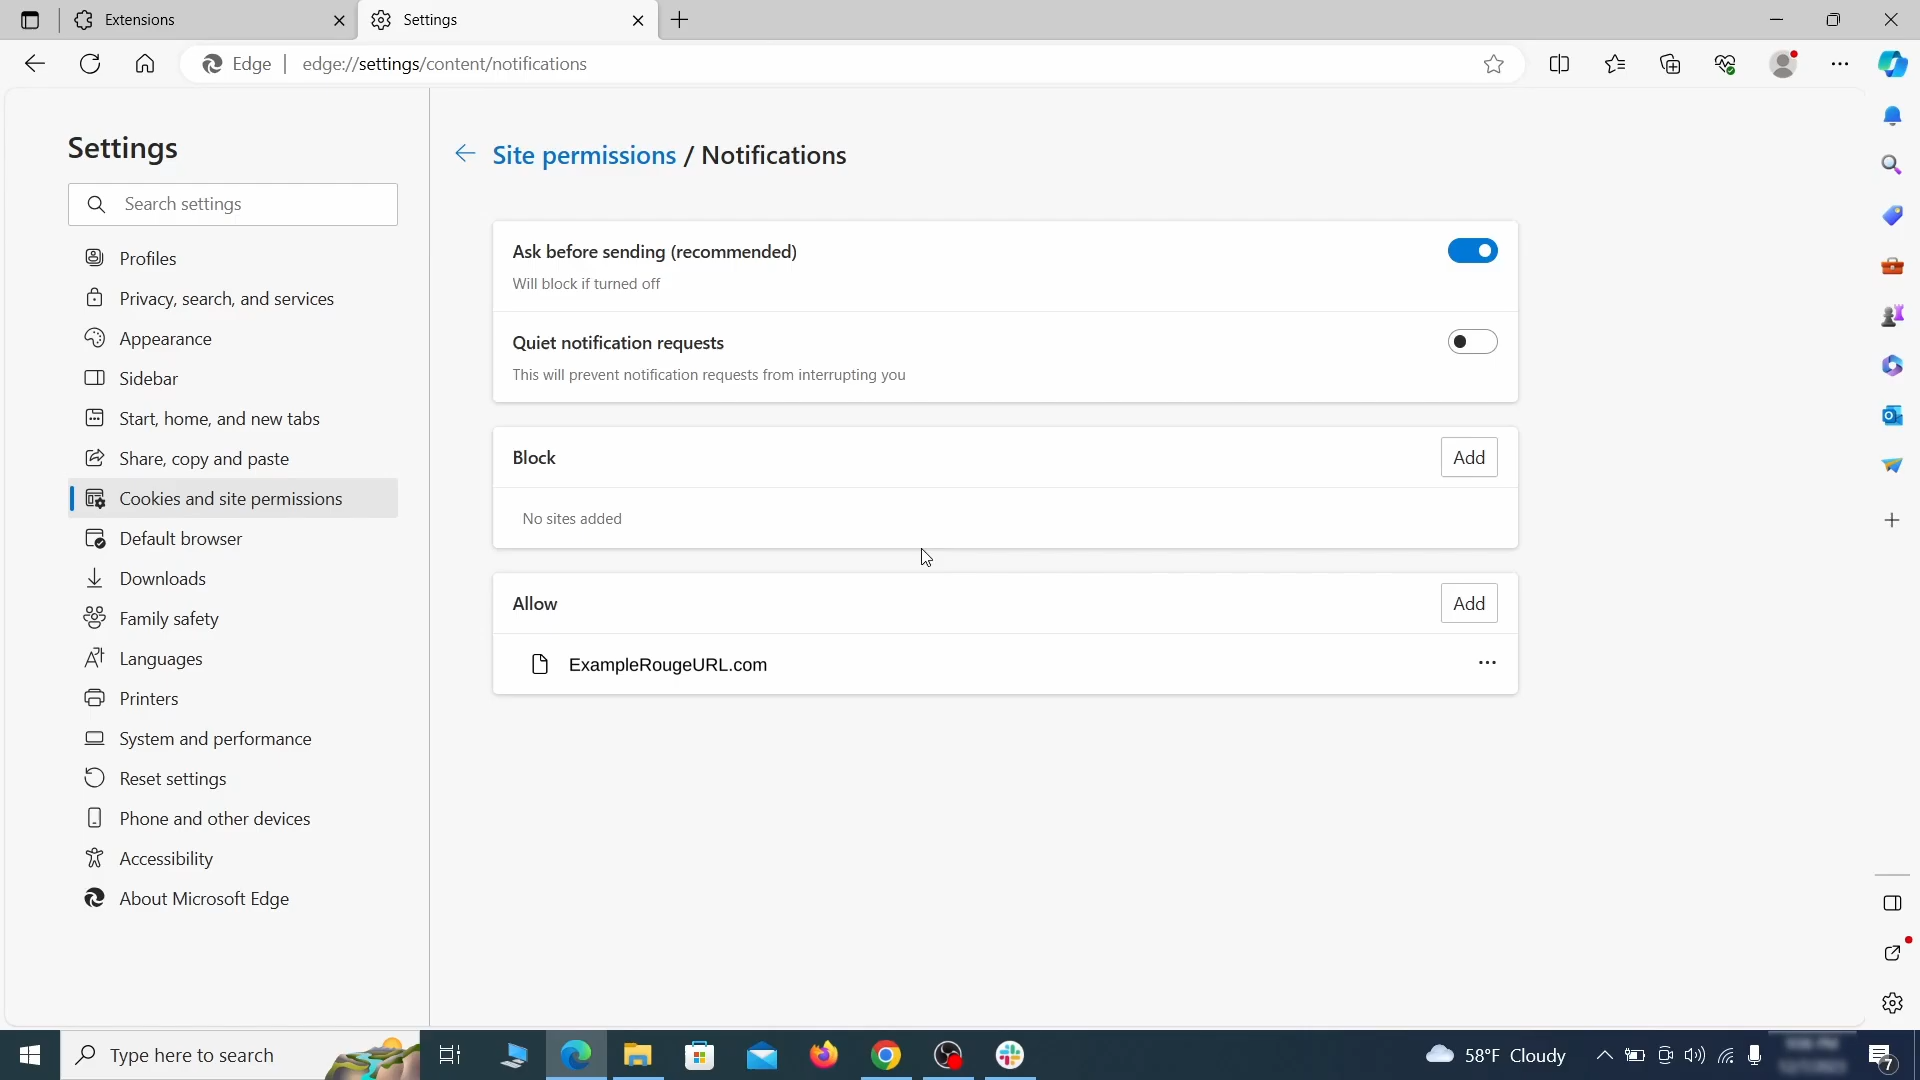 Extensions
Settings
Edge
edge://settings/content/notifications
Settings
Search settings
Profiles
Privacy, search, and services
Appearance
Sidebar
Start, home, and new tabs
Share, copy and paste
Cookies and site permissions
Default browser
Downloads
Family safety
Languages
Printers
System and performance
Reset settings
Phone and other devices
Accessibility
About Microsoft Edge
Site permissions / Notifications
Ask before sending (recommended)
Will block if turned off
Quiet notification requests
This will prevent notification requests from interrupting you
Block
Add
No sites added
Allow
Add
ExampleRougeURL.com
Type here to search
58°F Cloudy
7